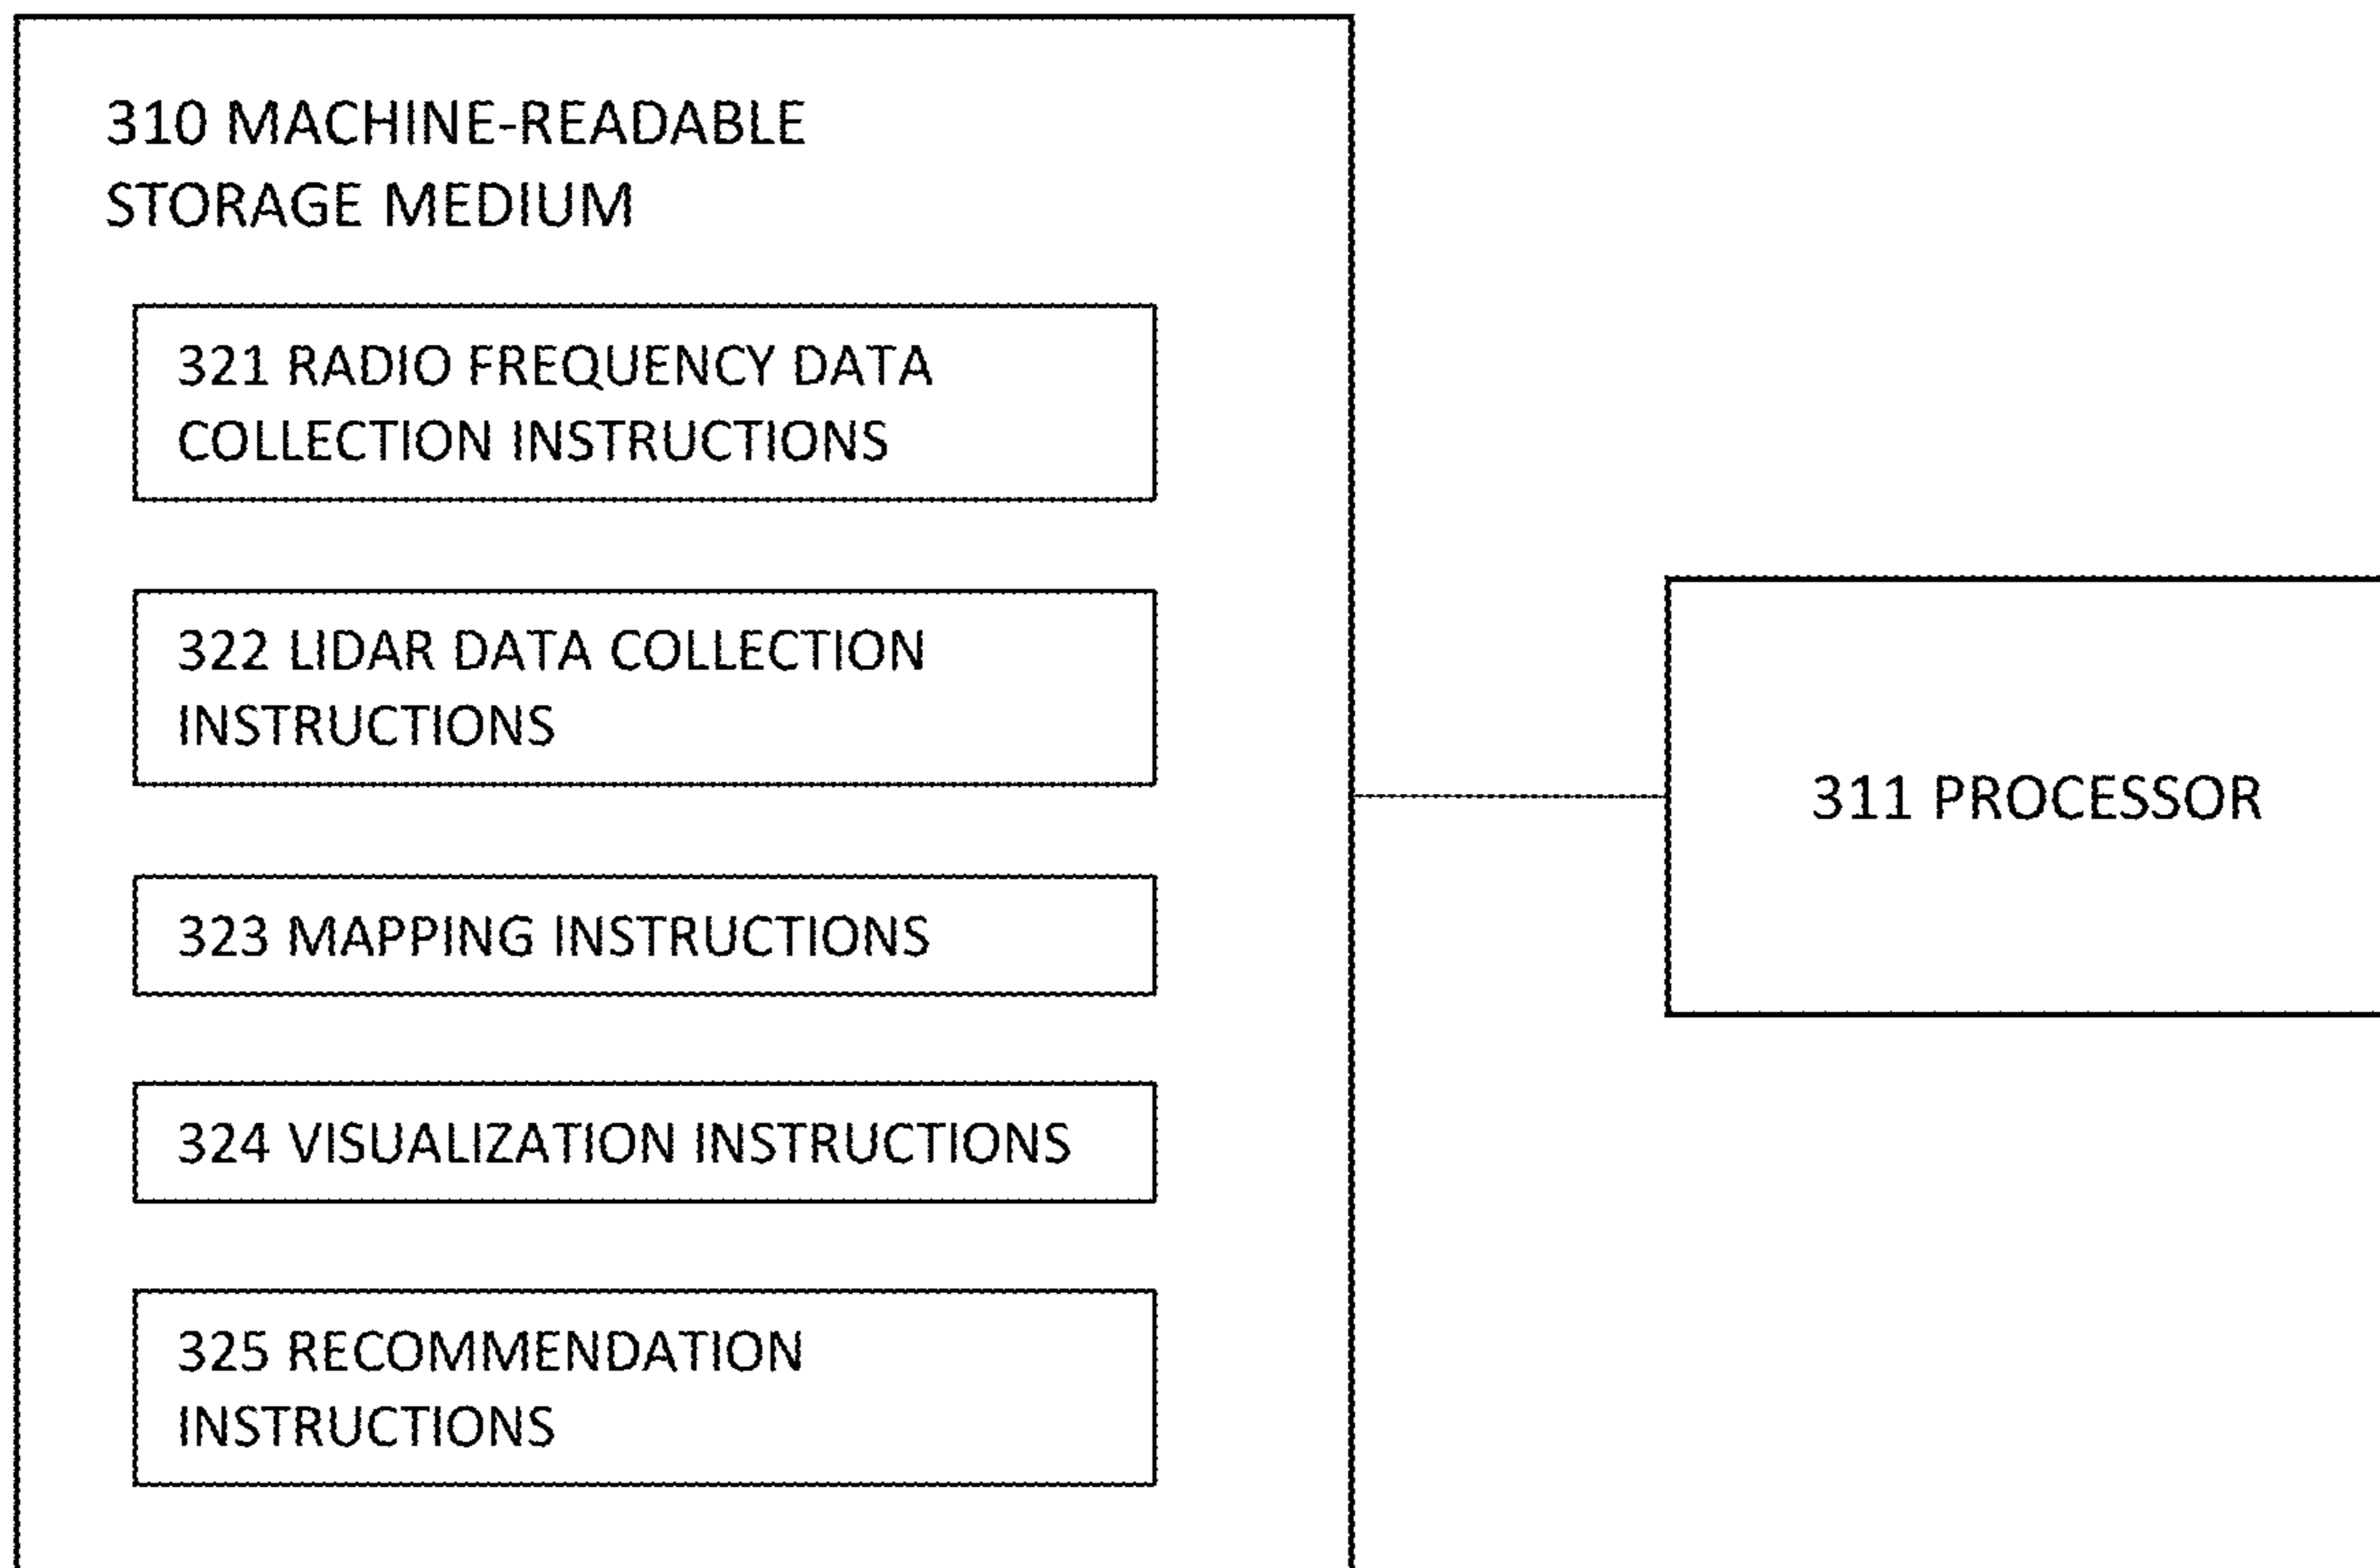 310 MACHINE-READABLE
STORAGE MEDIUM
321 RADIO FREQUENCY DATA
COLLECTION INSTRUCTIONS
322 LIDAR DATA COLLECTION
INSTRUCTIONS
323 MAPPING INSTRUCTIONS
324 VISUALIZATION INSTRUCTIONS
325 RECOMMENDATION
INSTRUCTIONS
311 PROCESSOR